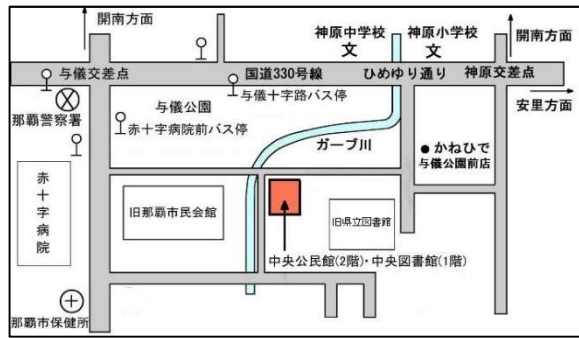 開南方面
神原中学校
文
神原小学校
文
開南方面
与儀交差点
国道330号線
ひめゆり通り
神原交差点
与儀十字路バス停
安里方面
那覇警察署
与儀公園
赤十字病院前バス停
ガーブ川
かねひで
与儀公園前店
赤十字病院
旧那覇市民会館
旧県立図書館
中央公民館(2階)・中央図書館(1階)
那覇市保健所